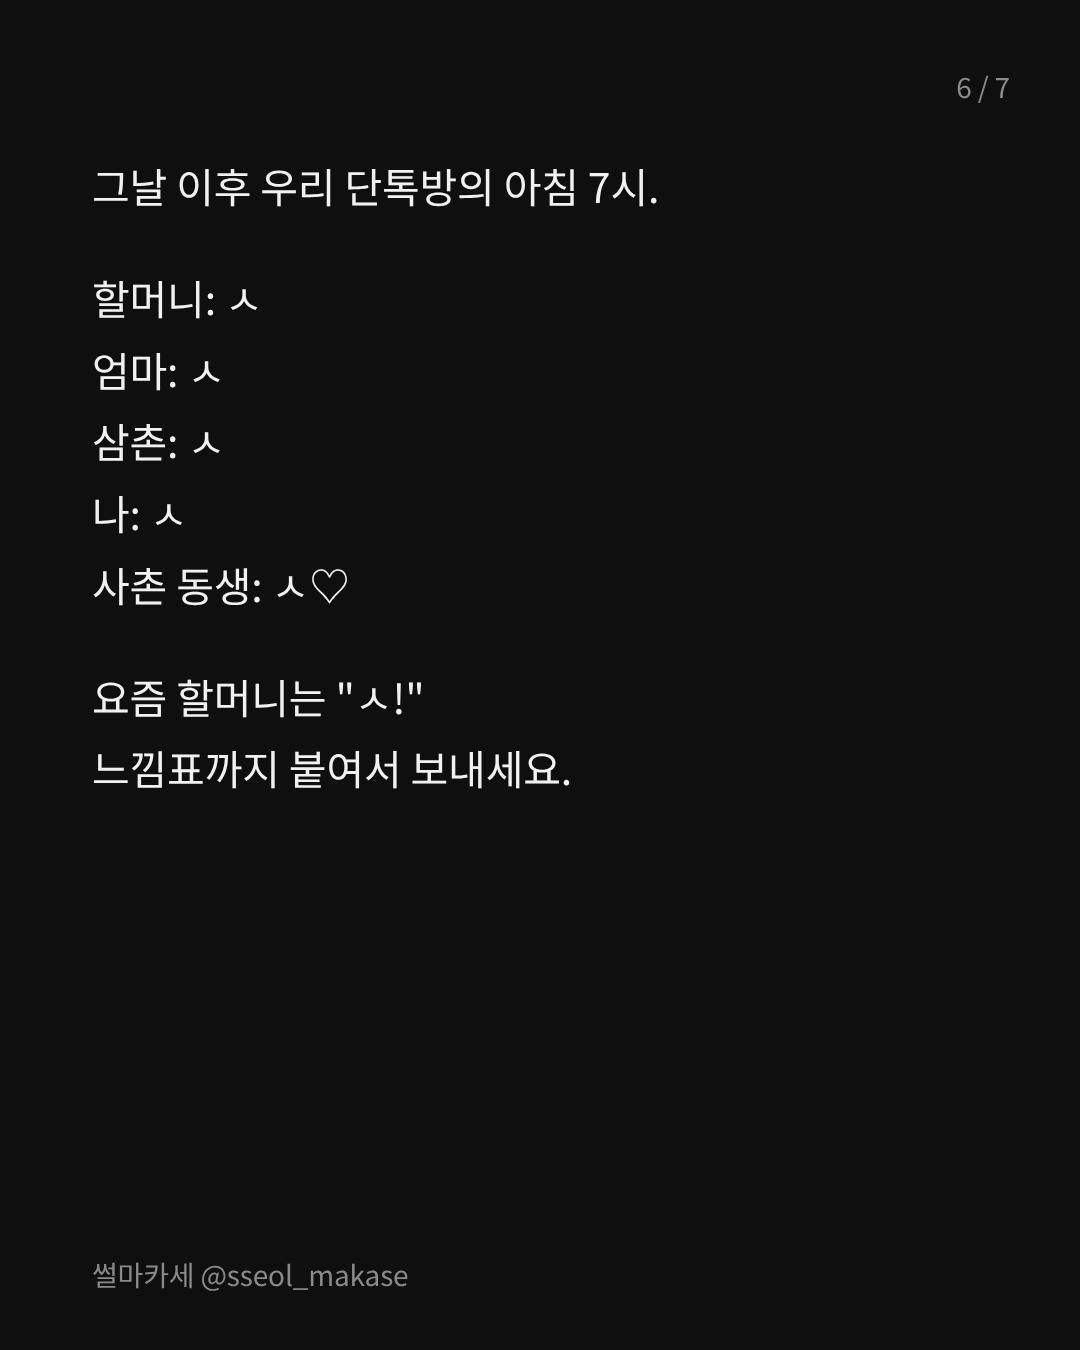 6 / 7
그날 이후 우리 단톡방의 아침 7시.
할머니: ㅅ
엄마: ㅅ
삼촌: ㅅ
나: ㅅ
사촌 동생: ㅅ♡
요즘 할머니는 "ㅅ!"
느낌표까지 붙여서 보내세요.
썰마카세 @sseol_makase